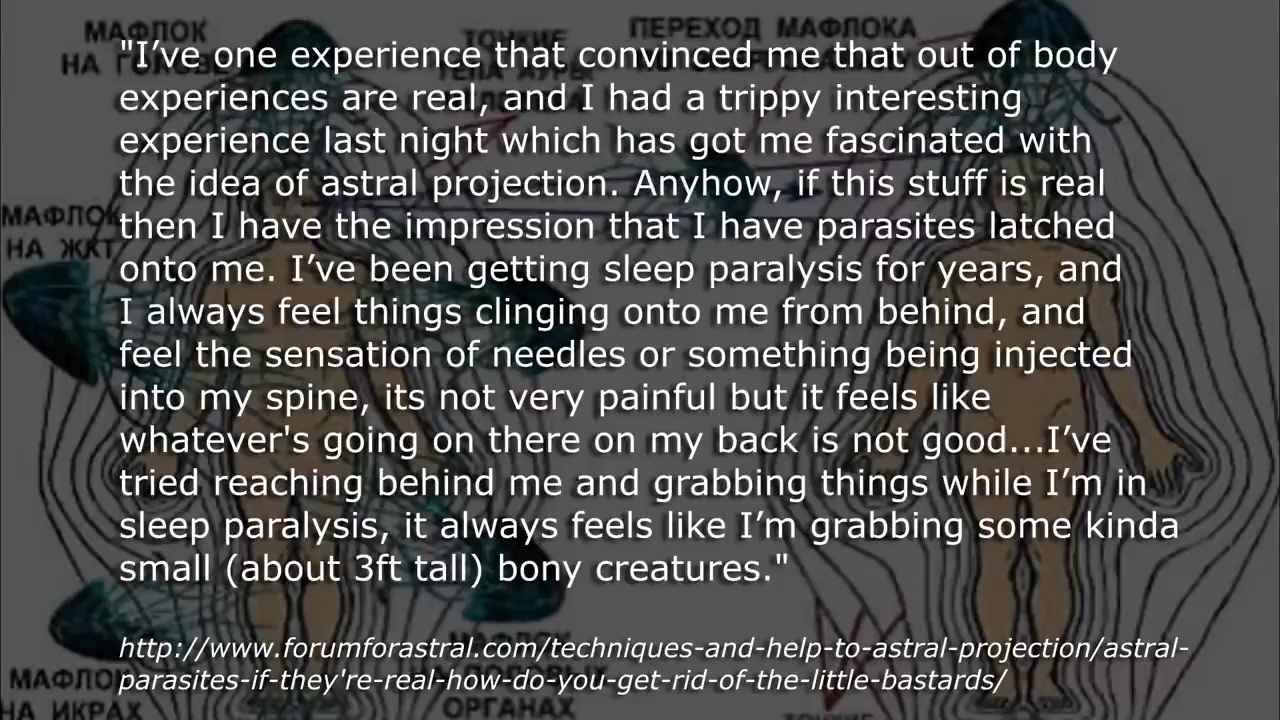 МАФЛОК
НА ГОЛОВЕ
ТОНКИЕ
ТЕЛА АУРЫ
ПЕРЕХОД МАФЛОКА
МАФЛОК
НА ЖКТ
"I’ve one experience that convinced me that out of body
experiences are real, and I had a trippy interesting
experience last night which has got me fascinated with
the idea of astral projection. Anyhow, if this stuff is real
then I have the impression that I have parasites latched
onto me. I’ve been getting sleep paralysis for years, and
I always feel things clinging onto me from behind, and
feel the sensation of needles or something being injected
into my spine, its not very painful but it feels like
whatever's going on there on my back is not good...I’ve
tried reaching behind me and grabbing things while I’m in
sleep paralysis, it always feels like I’m grabbing some kinda
small (about 3ft tall) bony creatures."
http://www.forumforastral.com/techniques-and-help-to-astral-projection/astral-
parasites-if-they're-real-how-do-you-get-rid-of-the-little-bastards/
МАФЛОК
НА ИКРАХ
МАФЛОК
ОРГАНАХ
ТОНКИЕ